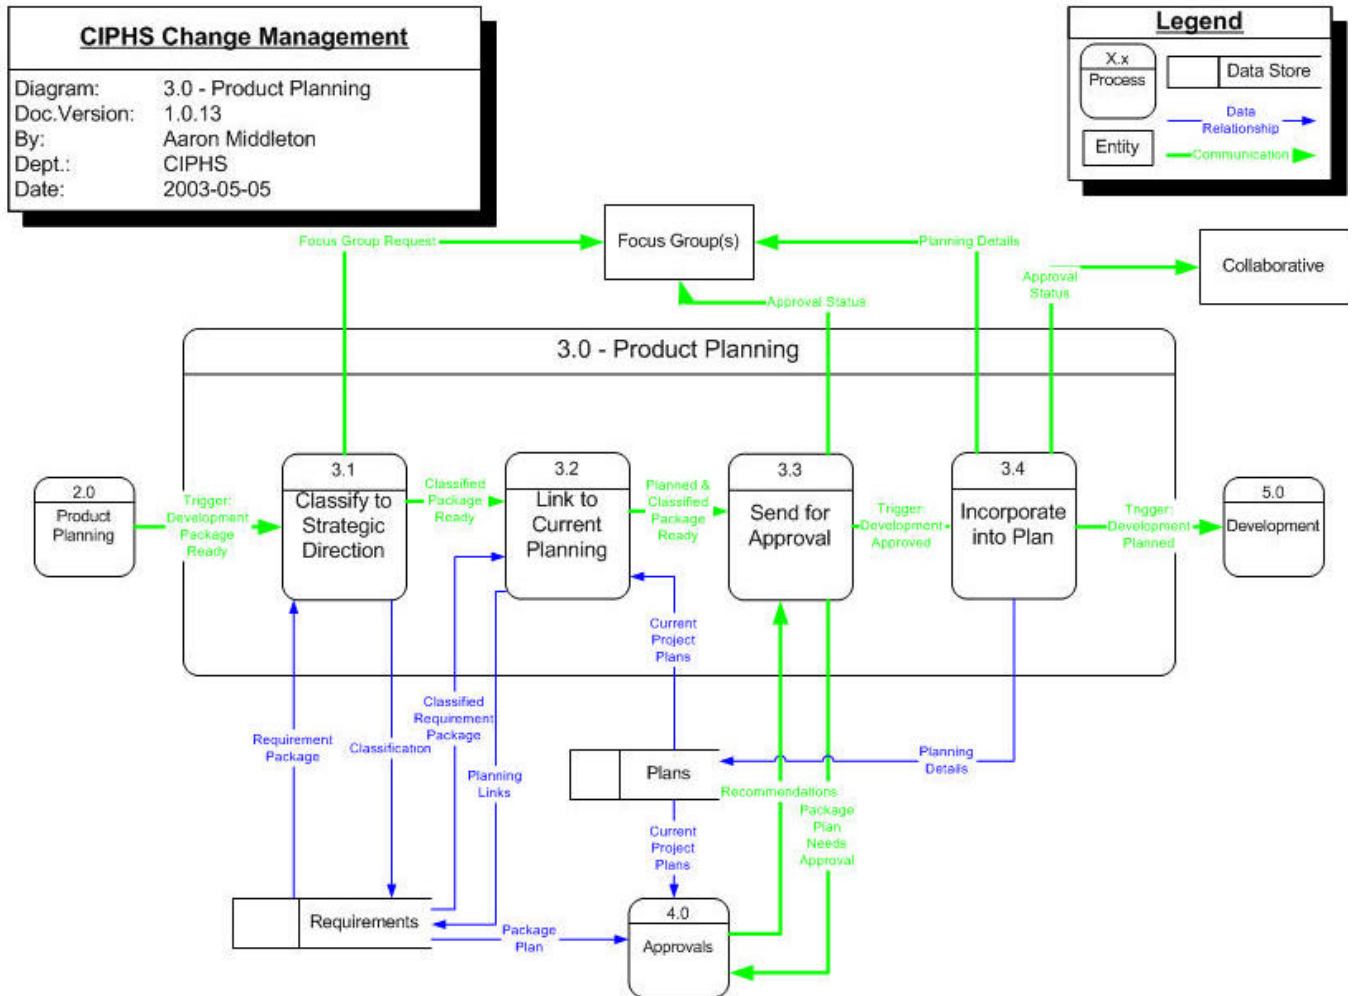 CIPHS Change Management
Diagram: 3.0 - Product Planning
Doc.Version: 1.0.13
By: Aaron Middleton
Dept.: CIPHS
Date: 2003-05-05
Legend
X.x
Process
Data Store
Data
Relationship
Entity
Communication
Focus Group Request
Focus Group(s)
Planning Details
Approval
Status
Collaborative
Approval Status
3.0 - Product Planning
2.0
Product
Planning
Trigger:
Development
Package
Ready
3.1
Classify to
Strategic
Direction
Classified
Package
Ready
3.2
Link to
Current
Planning
Planned &
Classified
Package
Ready
3.3
Send for
Approval
Trigger:
Development
Approved
3.4
Incorporate
into Plan
Trigger:
Development
Planned
5.0
Development
Current
Project
Plans
Requirement
Package
Classification
Classified
Requirement
Package
Planning
Links
Plans
Planning
Details
Recommendations
Package
Plan
Needs
Approval
Current
Project
Plans
Requirements
Package
Plan
4.0
Approvals